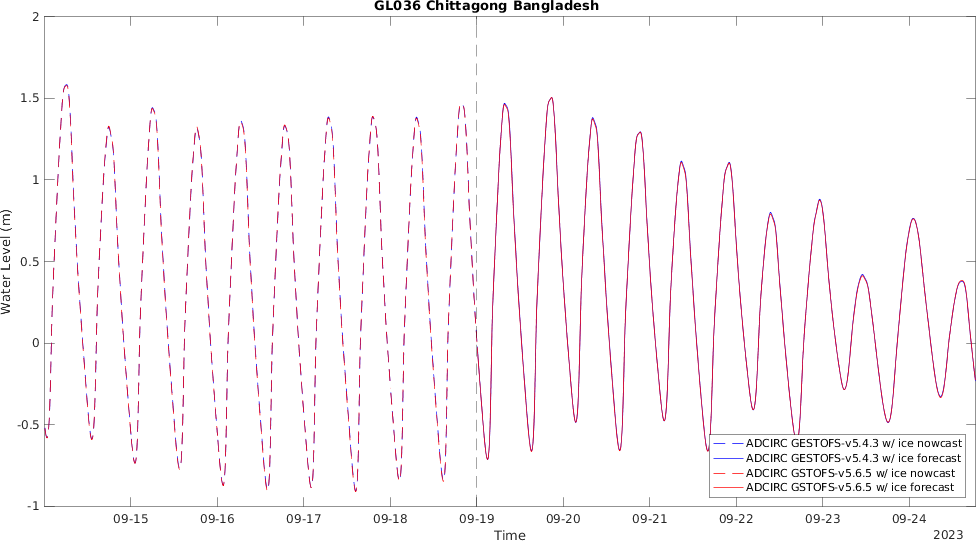 GL036 Chittagong Bangladesh
2
1.5
1
0.5
0
-0.5
-1
Water Level (m)
ADCIRC GESTOFS-v5.4.3 w/ ice nowcast
ADCIRC GESTOFS-v5.4.3 w/ ice forecast
ADCIRC GSTOFS-v5.6.5 w/ ice nowcast
ADCIRC GSTOFS-v5.6.5 w/ ice forecast
09-15 09-16 09-17 09-18 09-19 09-20 09-21 09-22 09-23 09-24
Time
2023